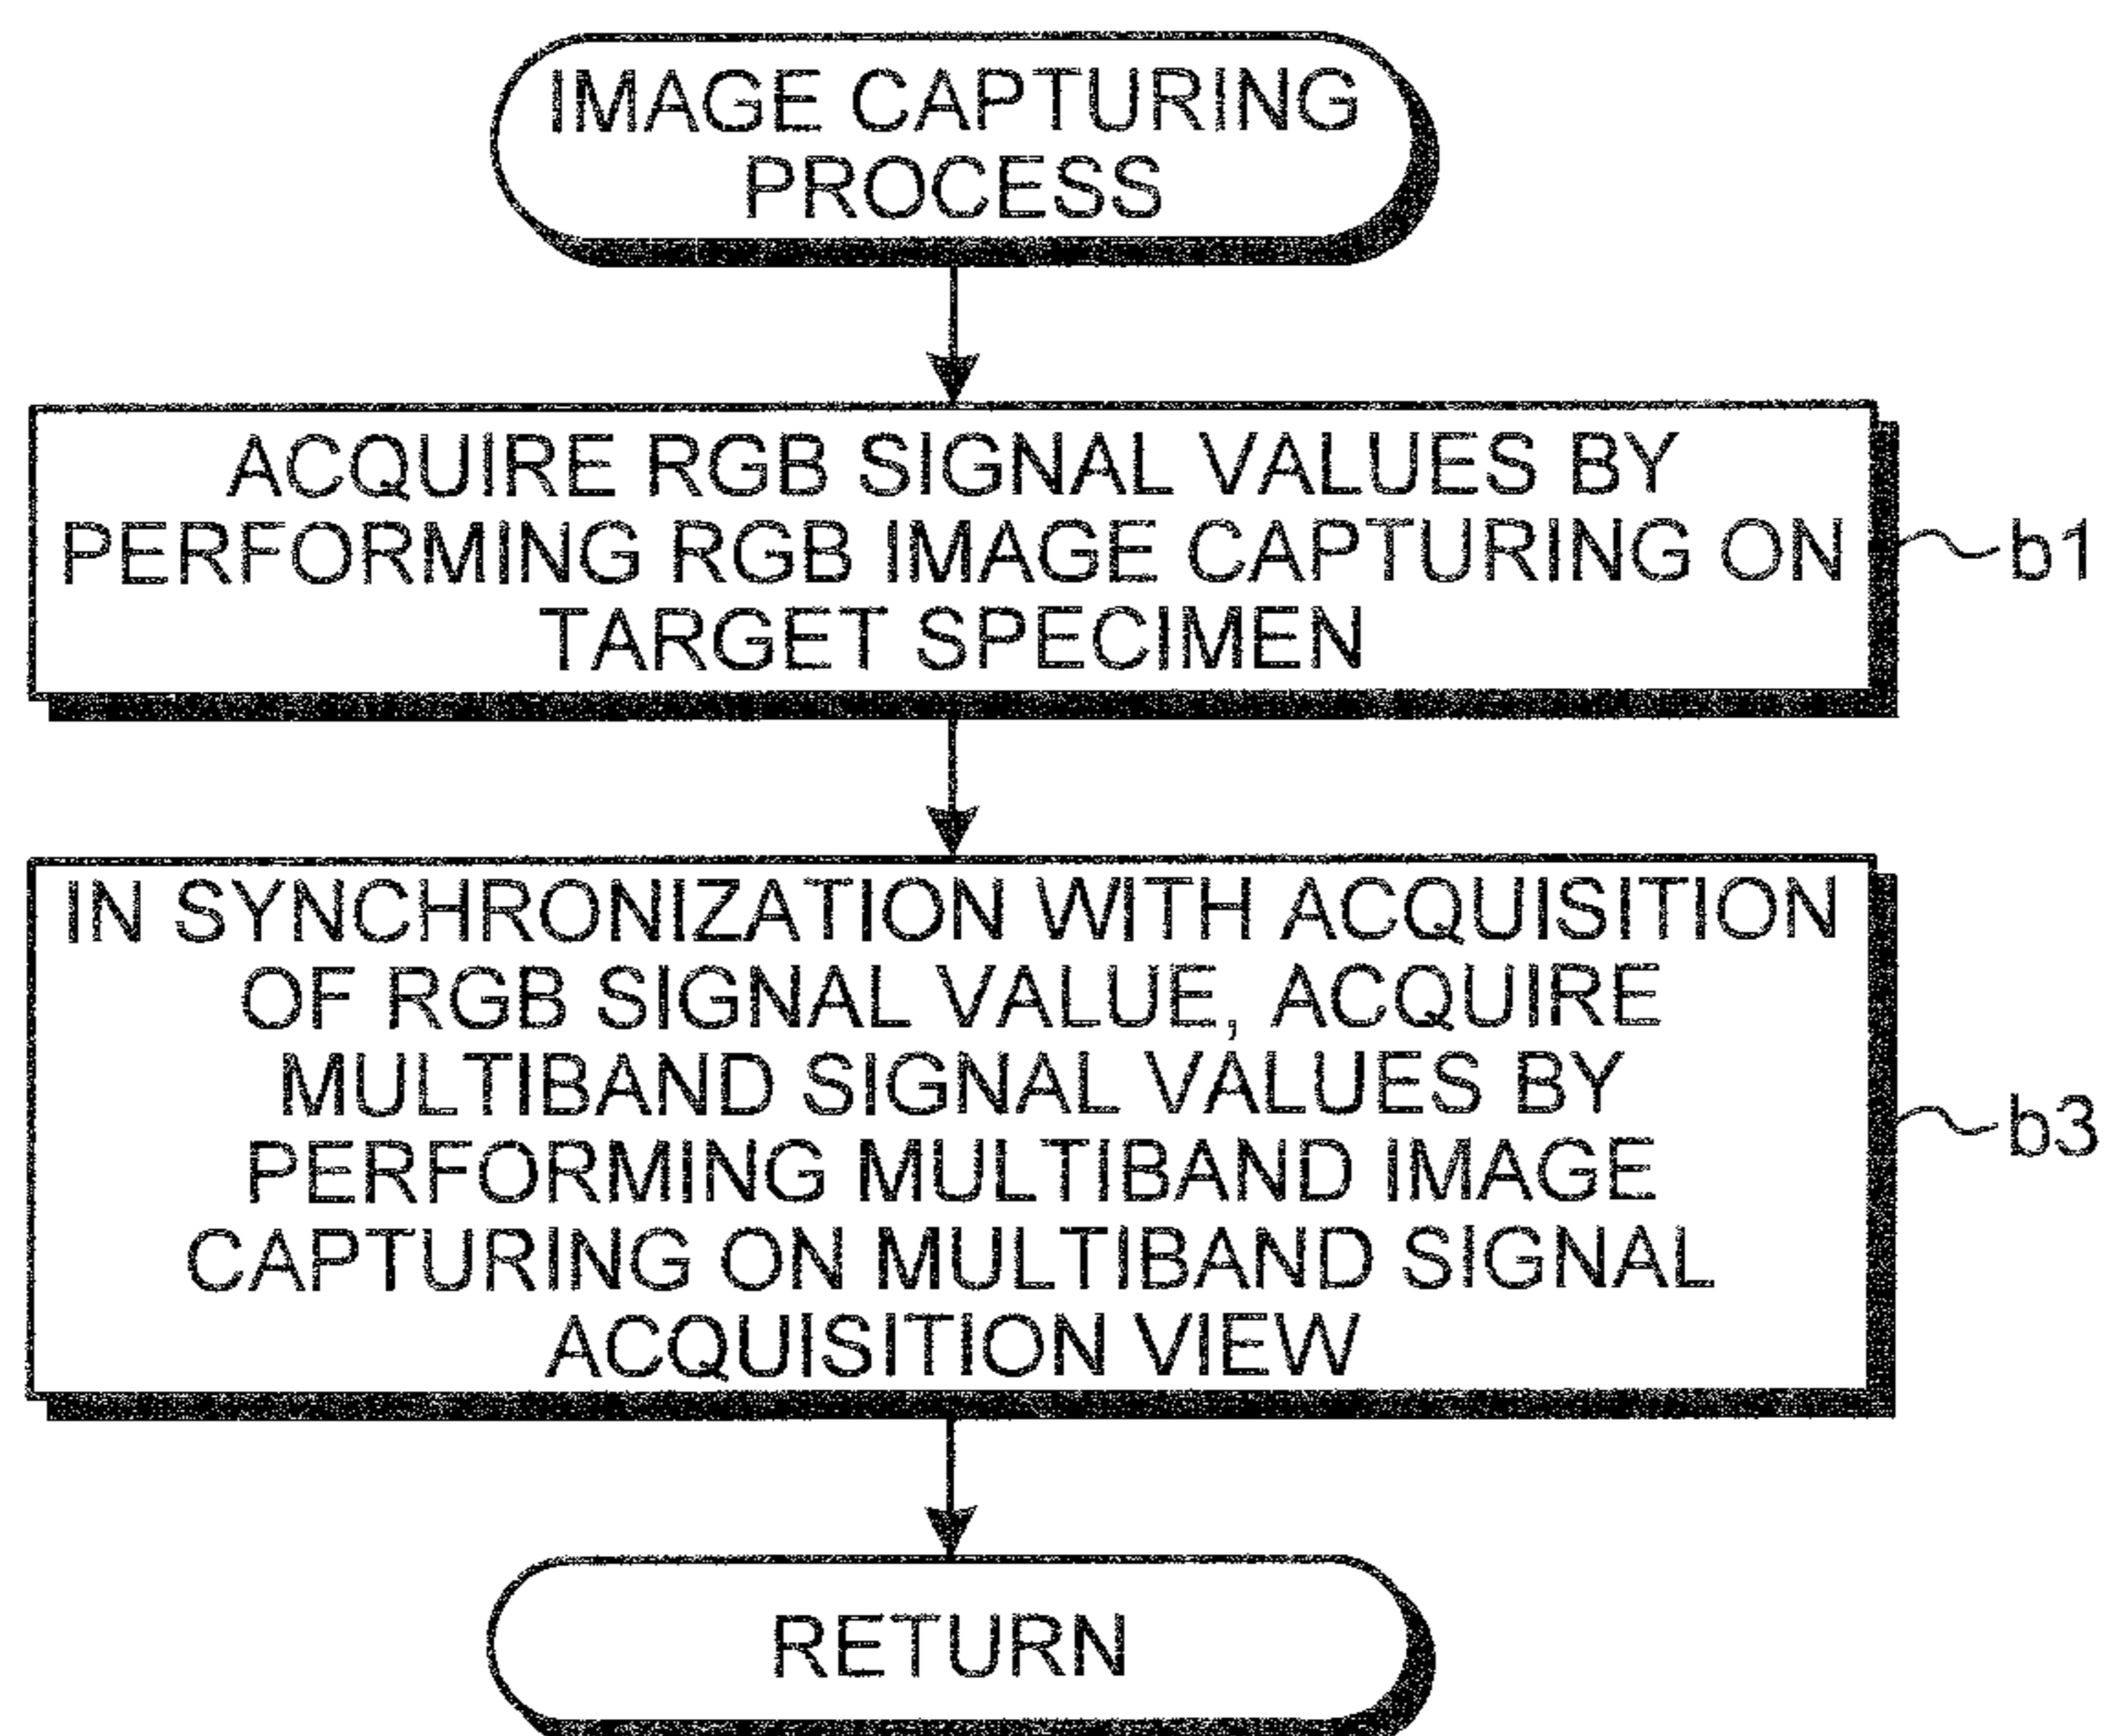 IMAGE CAPTURING
PROCESS
ACQUIRE RGB SIGNAL VALUES BY
PERFORMING RGB IMAGE CAPTURING ON
TARGET SPECIMEN
b1
IN SYNCHRONIZATION WITH ACQUISITION
OF RGB SIGNAL VALUE, ACQUIRE
MULTIBAND SIGNAL VALUES BY
PERFORMING MULTIBAND IMAGE
CAPTURING ON MULTIBAND SIGNAL
ACQUISITION VIEW
b3
RETURN